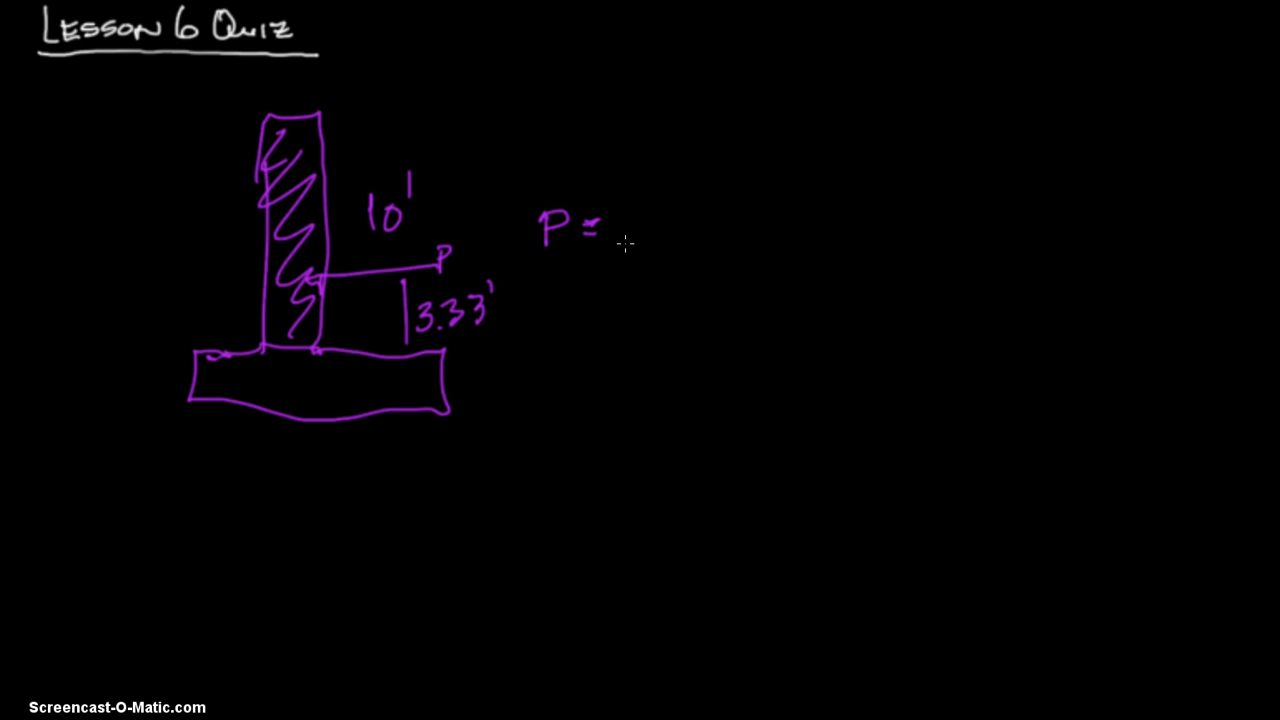 LESSON 6 QUIZ
10'
P =
P
3.33'
Screencast-O-Matic.com